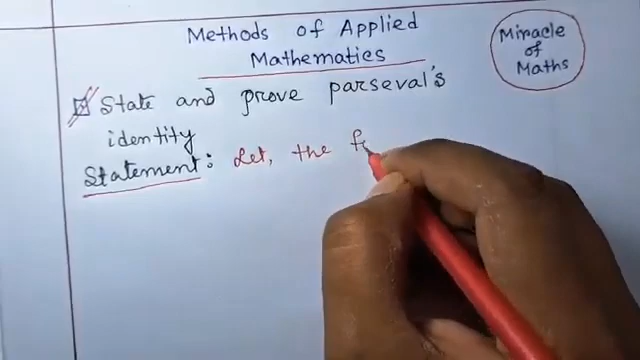 Methods of Applied
Mathematics
Miracle
of
Maths
State and prove parseval's
identity
Statement: Let, the